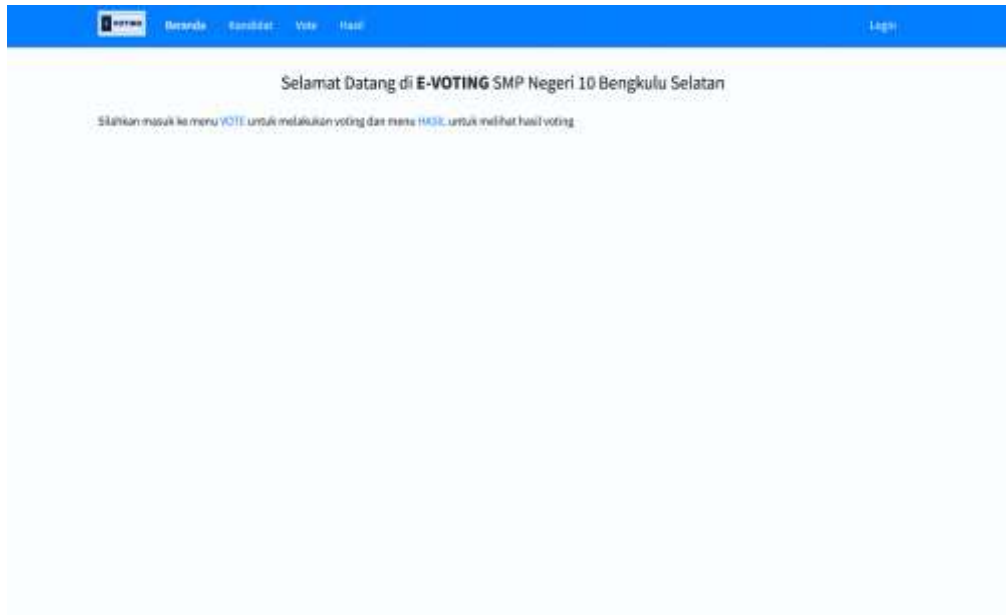 E-VOTING Beranda Kandidat Vote Hasil Login
Selamat Datang di E-VOTING SMP Negeri 10 Bengkulu Selatan
Silahkan masuk ke menu VOTE untuk melakukan voting dan menu HASIL untuk melihat hasil voting